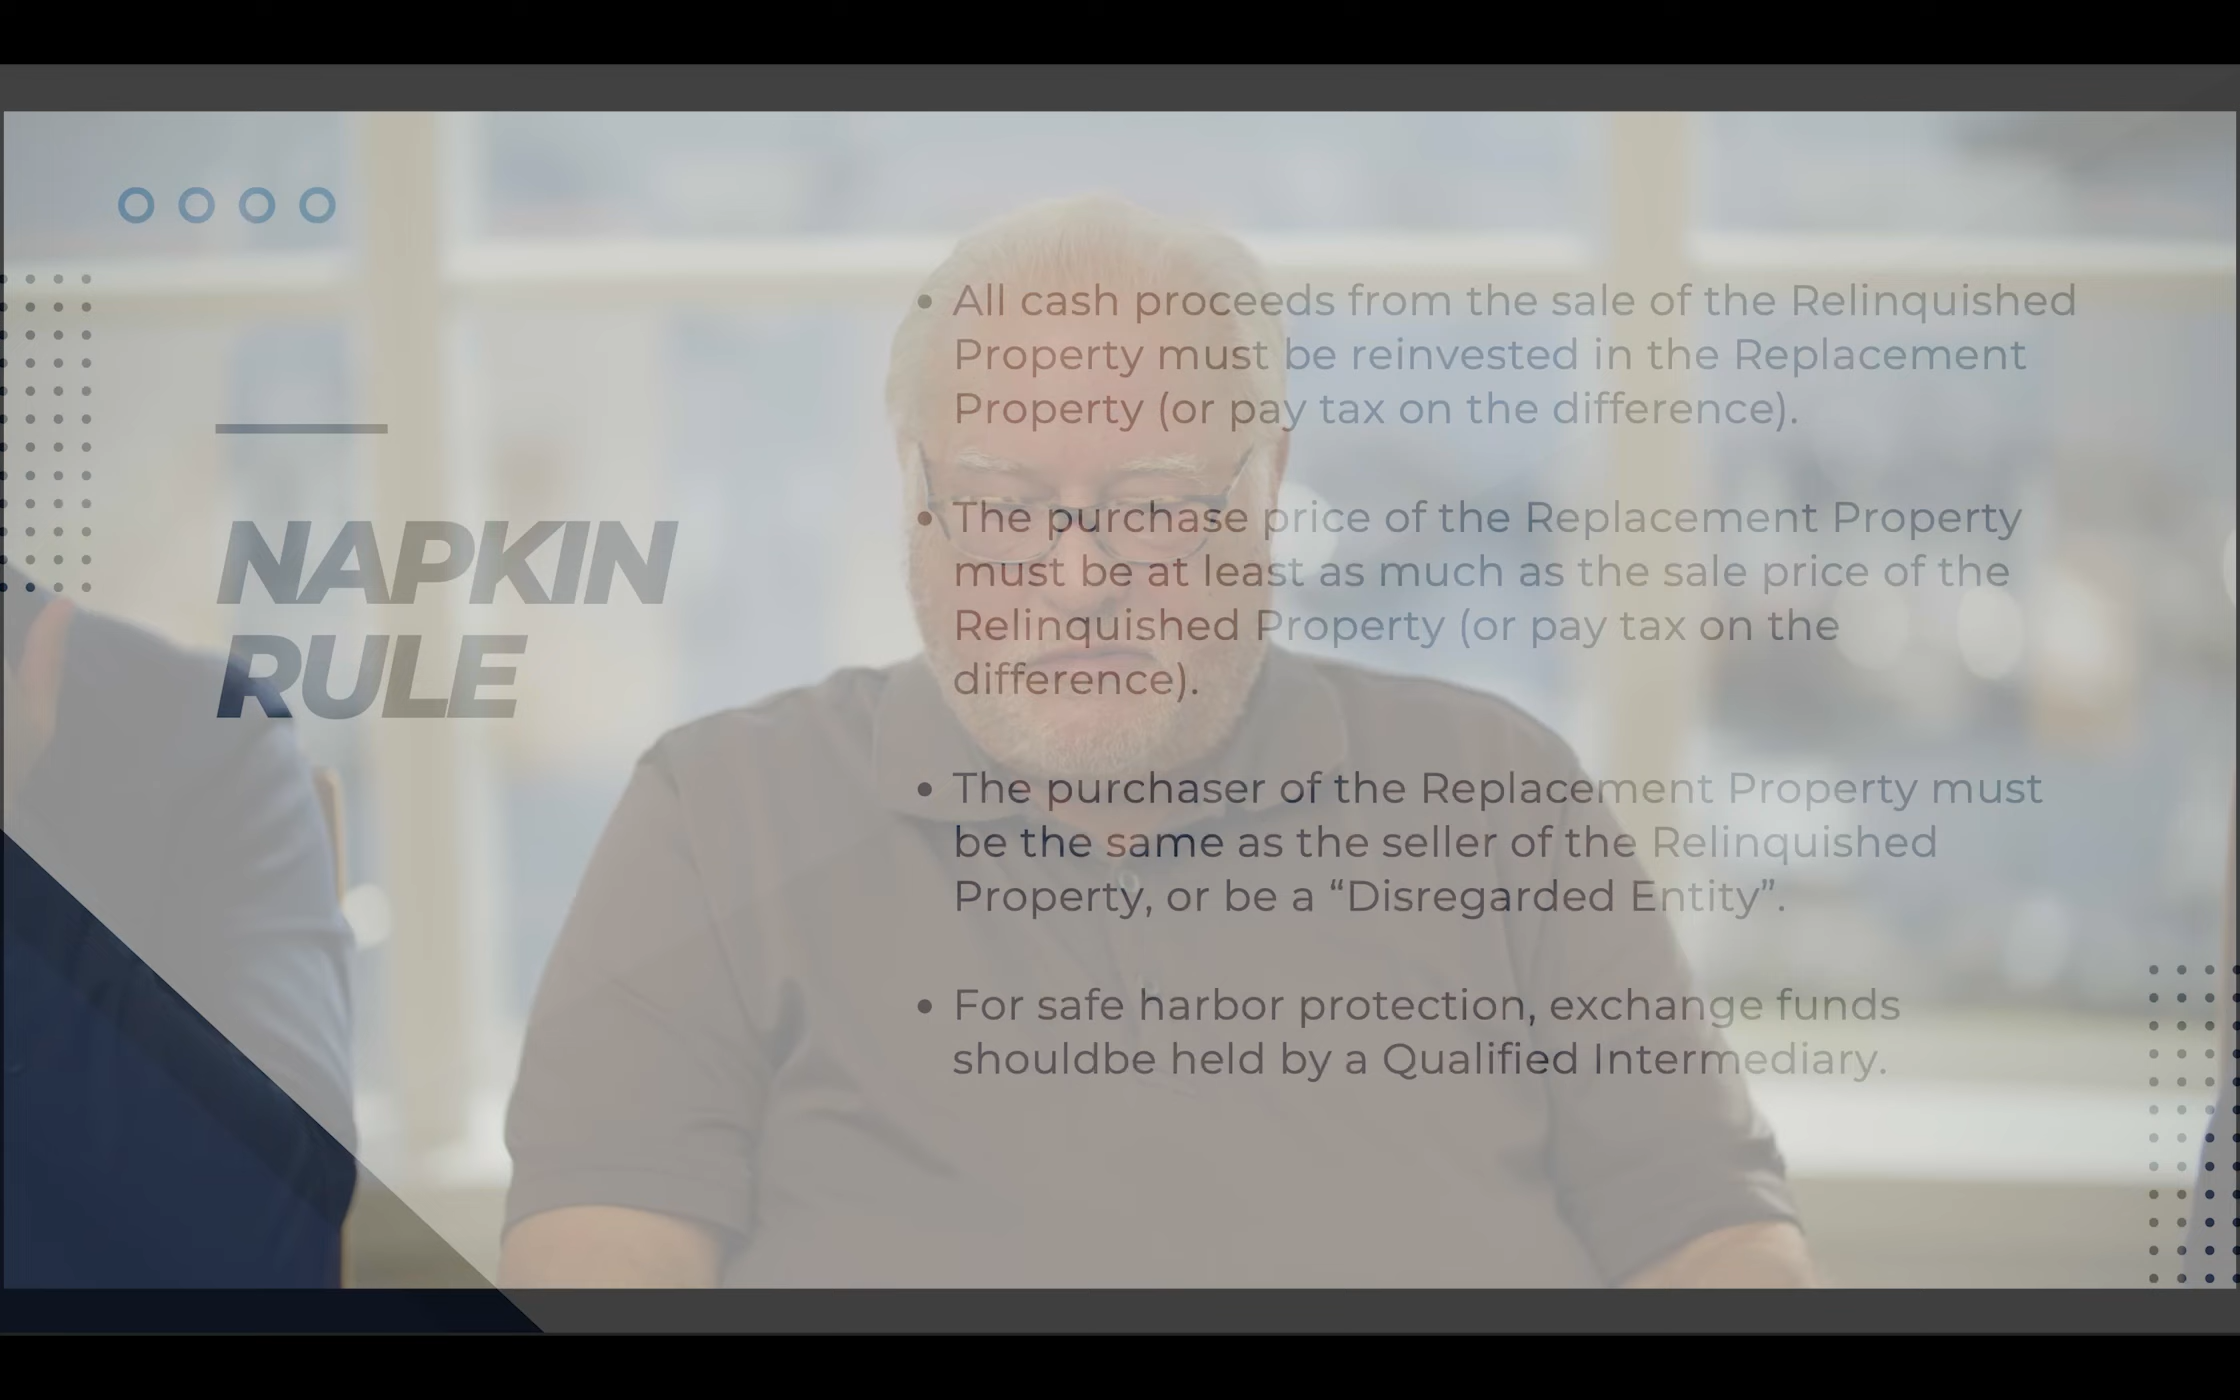 NAPKIN
RULE
• All cash proceeds from the sale of the Relinquished
Property must be reinvested in the Replacement
Property (or pay tax on the difference).
• The purchase price of the Replacement Property
must be at least as much as the sale price of the
Relinquished Property (or pay tax on the
difference).
• The purchaser of the Replacement Property must
be the same as the seller of the Relinquished
Property, or be a “Disregarded Entity”.
• For safe harbor protection, exchange funds
shouldbe held by a Qualified Intermediary.